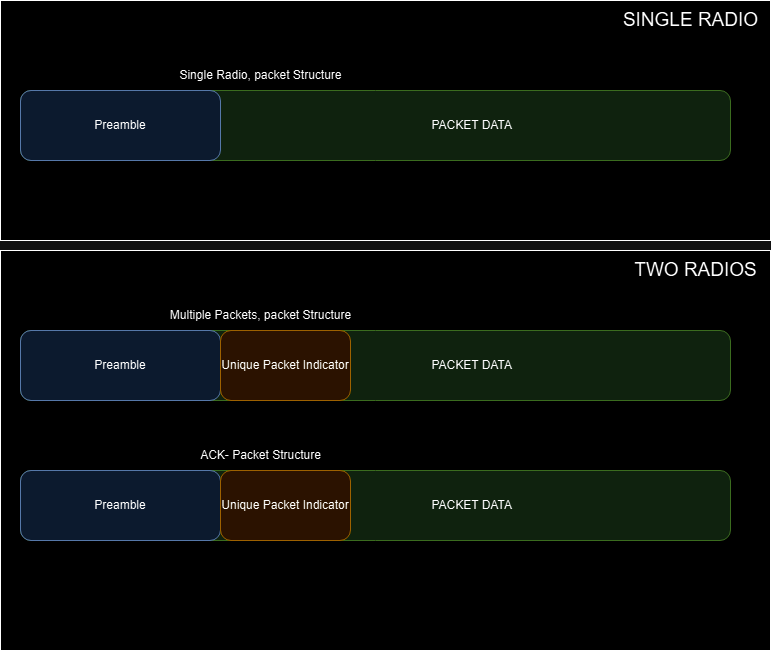 SINGLE RADIO
Single Radio, packet Structure
Preamble
PACKET DATA
TWO RADIOS
Multiple Packets, packet Structure
Preamble
Unique Packet Indicator
PACKET DATA
ACK- Packet Structure
Preamble
Unique Packet Indicator
PACKET DATA